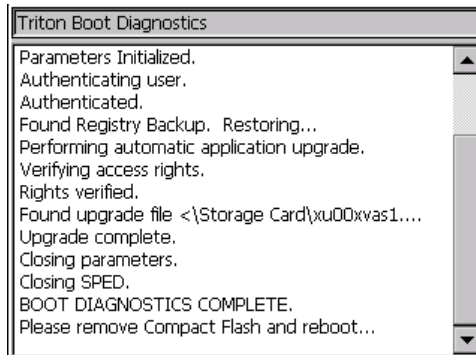 Triton Boot Diagnostics
Parameters Initialized.
Authenticating user.
Authenticated.
Found Registry Backup.  Restoring...
Performing automatic application upgrade.
Verifying access rights.
Rights verified.
Found upgrade file <\Storage Card\xu00xvas1....
Upgrade complete.
Closing parameters.
Closing SPED.
BOOT DIAGNOSTICS COMPLETE.
Please remove Compact Flash and reboot...